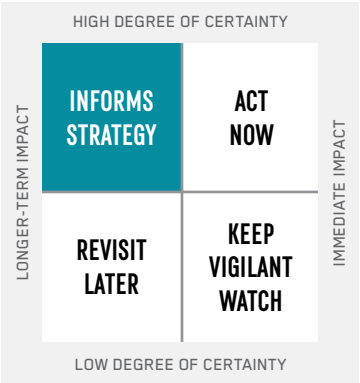 HIGH DEGREE OF CERTAINTY
LONGER-TERM IMPACT
INFORMS
STRATEGY
ACT
NOW
IMMEDIATE IMPACT
REVISIT
LATER
KEEP
VIGILANT
WATCH
LOW DEGREE OF CERTAINTY